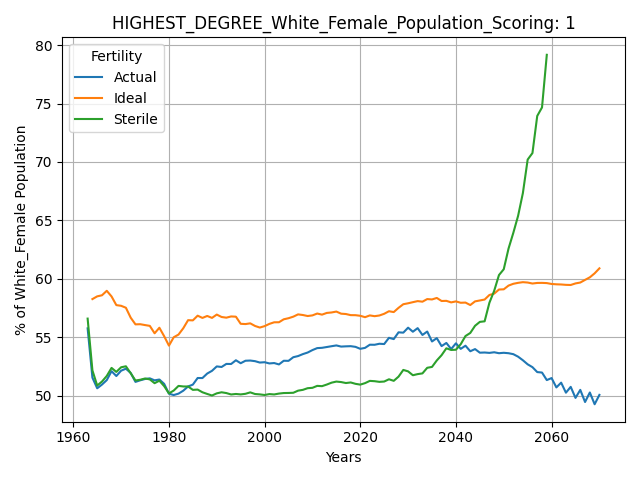 HIGHEST_DEGREE_White_Female_Population_Scoring: 1
Fertility
Actual
Ideal
Sterile
% of White_Female Population
80
75
70
65
60
55
50
1960
1980
2000
2020
2040
2060
Years